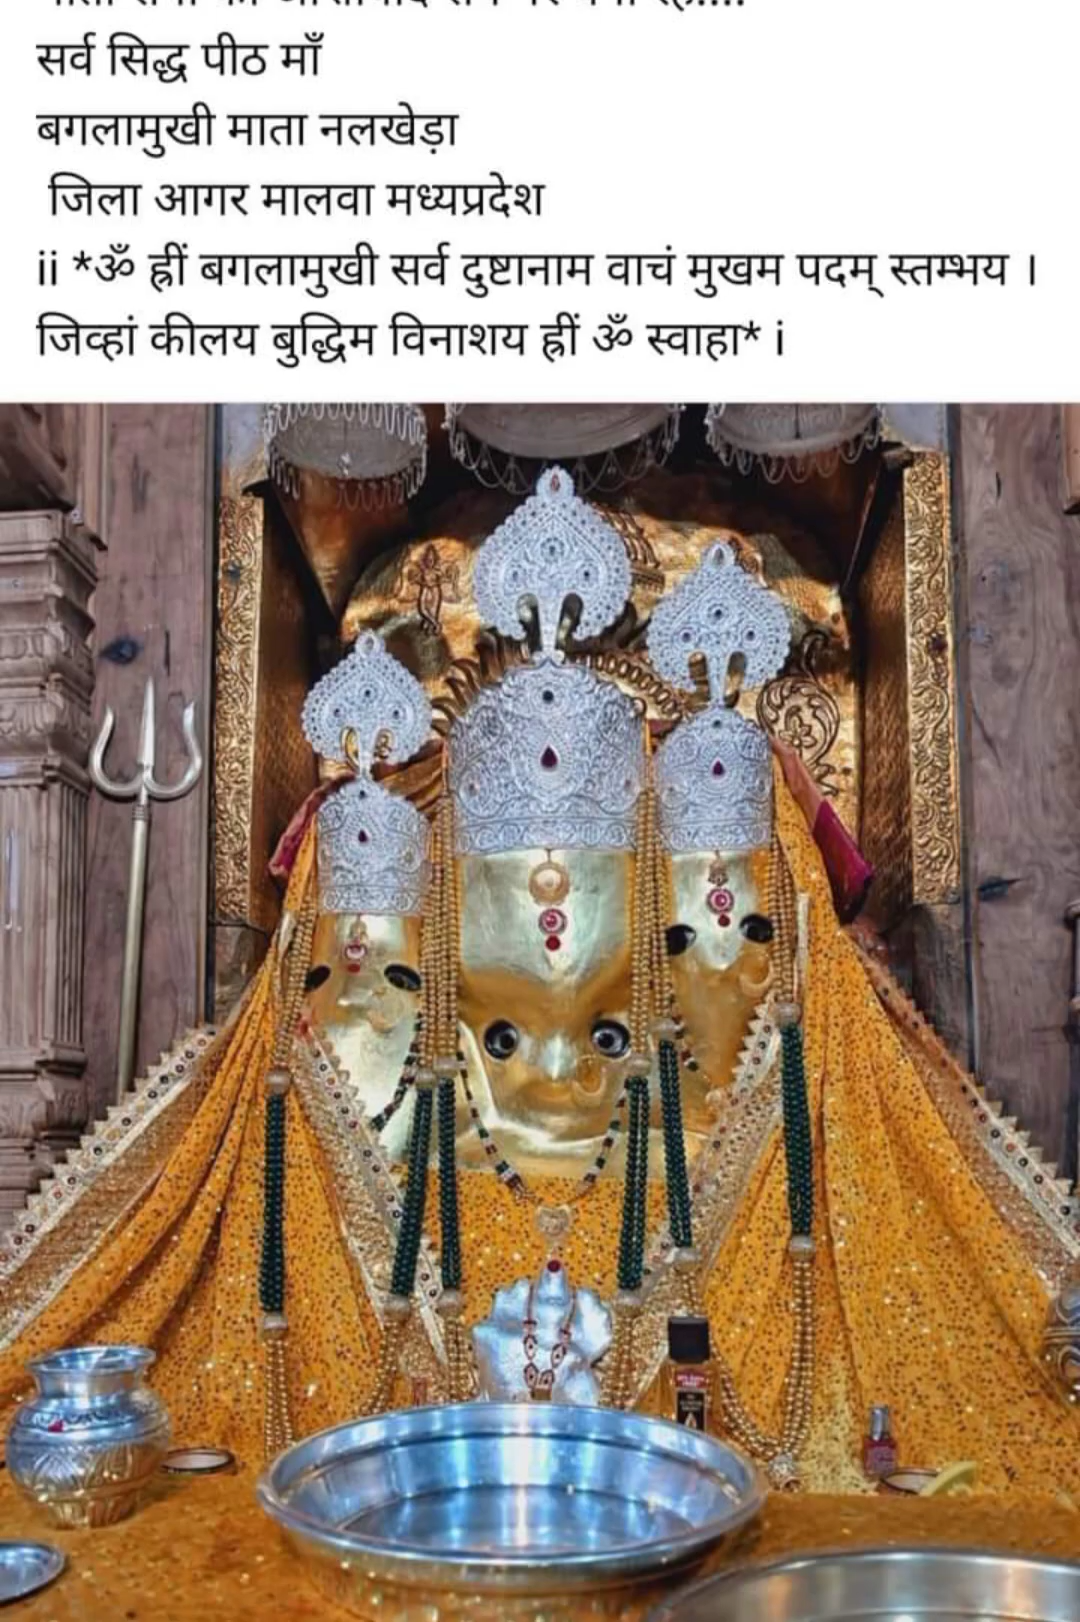 सर्व सिद्ध पीठ माँ
बगलामुखी माता नलखेड़ा
जिला आगर मालवा मध्यप्रदेश
ii *ॐ ह्लीं बगलामुखी सर्व दुष्टानाम वाचं मुखम पदम् स्तम्भय ।
जिव्हां कीलय बुद्धिम विनाशय ह्लीं ॐ स्वाहा* i